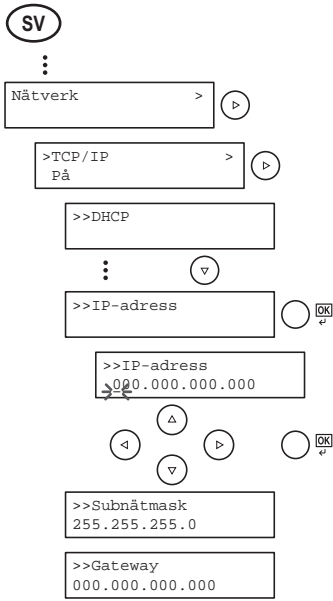 SV
Nätverk >
>TCP/IP >
På
>>DHCP
>>IP-adress
OK
>>IP-adress
000.000.000.000
OK
>>Subnätmask
255.255.255.0
>>Gateway
000.000.000.000